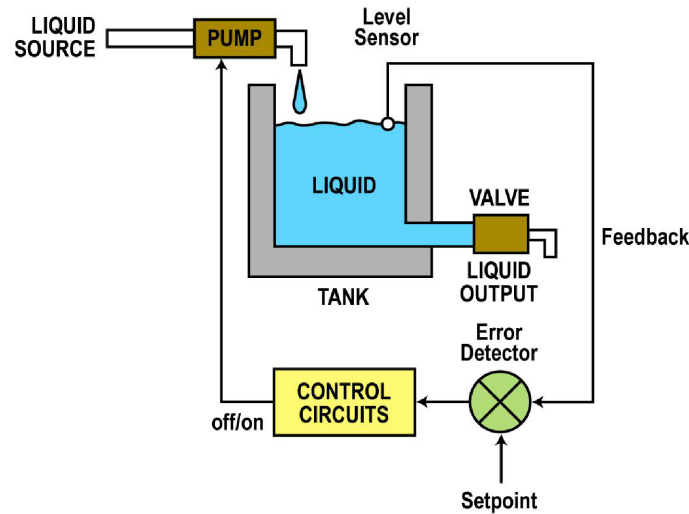 LIQUID
SOURCE
PUMP
Level
Sensor
LIQUID
VALVE
Feedback
LIQUID
OUTPUT
TANK
Error
Detector
CONTROL
CIRCUITS
off/on
Setpoint